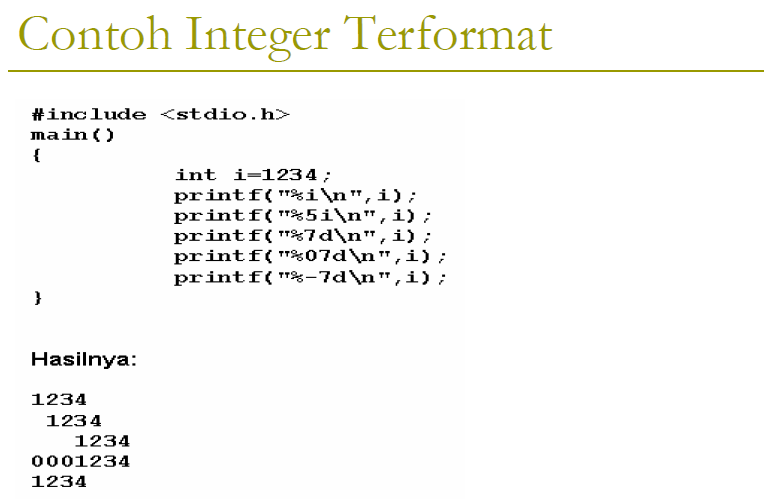 Contoh Integer Terformat
#include <stdio.h>
main()
{
int i=1234;
printf("%i\n",i);
printf("%5i\n",i);
printf("%7d\n",i);
printf("%07d\n",i);
printf("%-7d\n",i);
}
Hasilnya:
1234
 1234
   1234
0001234
1234